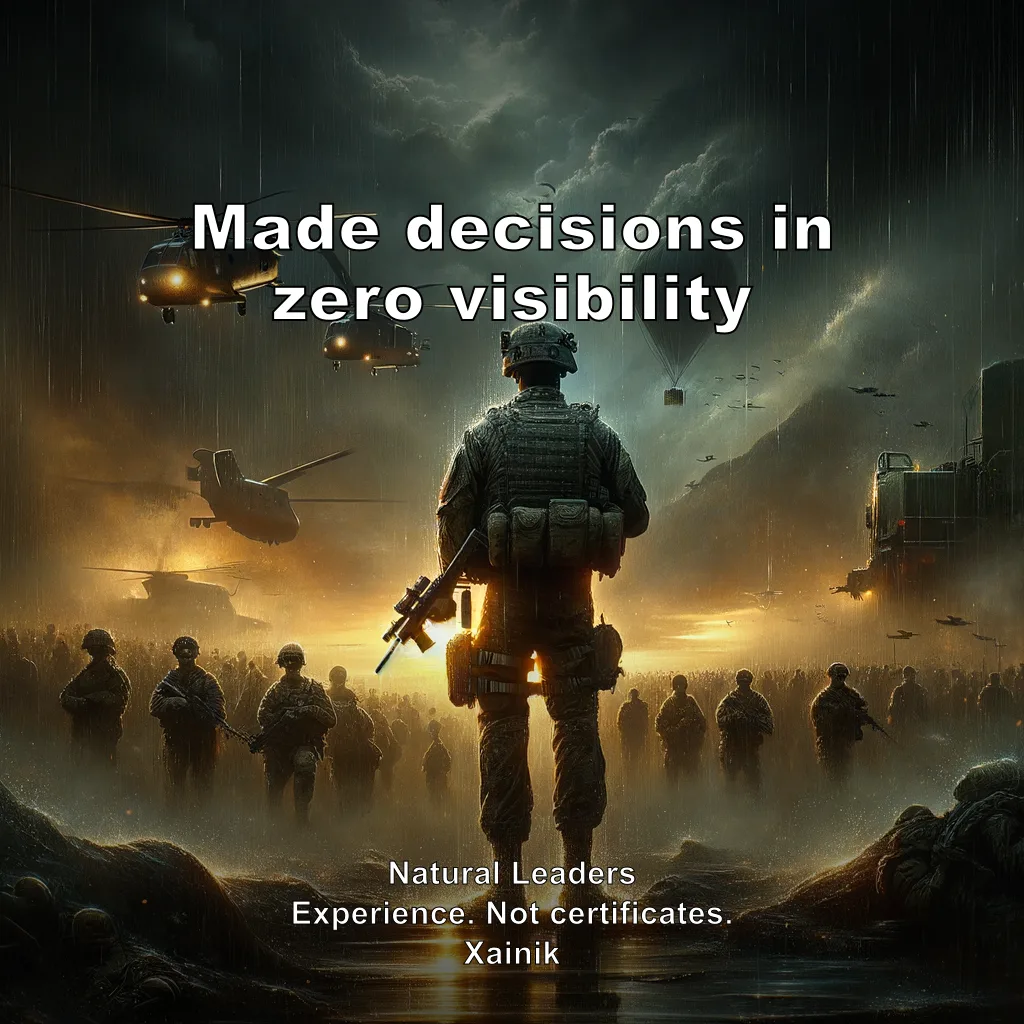 Made decisions in
zero visibility
Natural Leaders
Experience. Not certificates.
Xainik